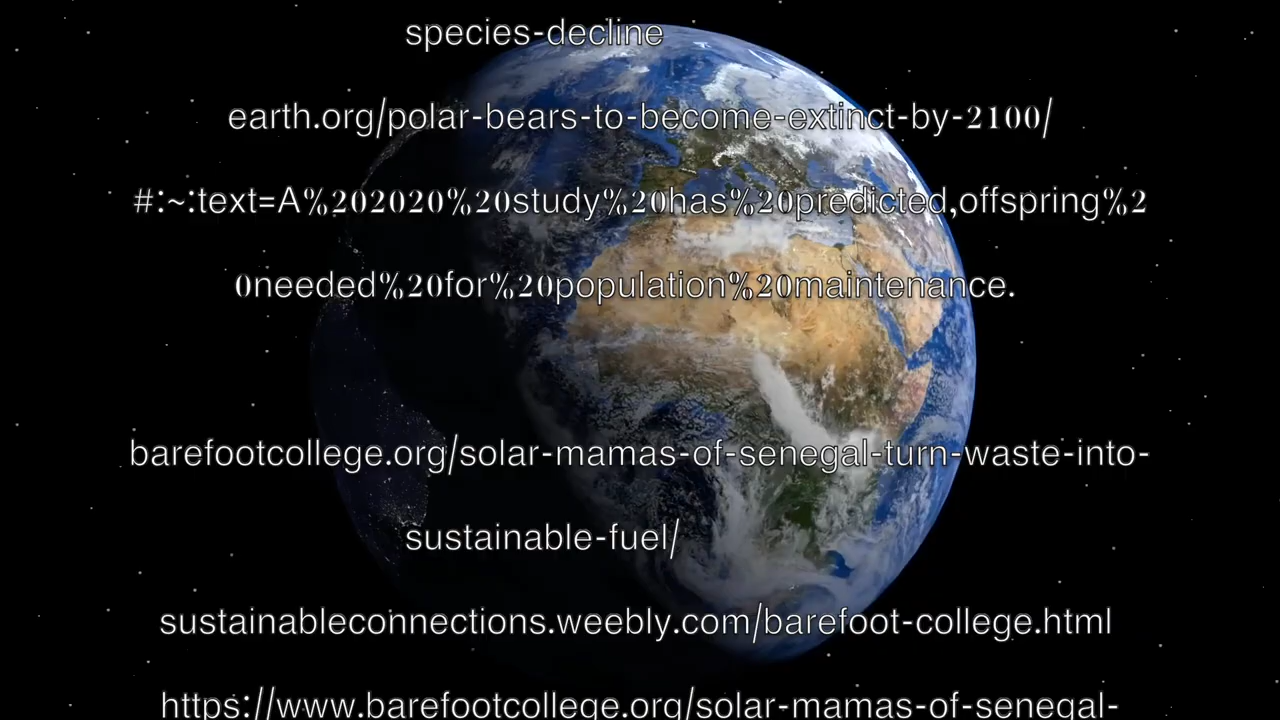 species-decline
earth.org/polar-bears-to-become-extinct-by-2100/
#:~:text=A%202020%20study%20has%20predicted,offspring%2
0needed%20for%20population%20maintenance.
barefootcollege.org/solar-mamas-of-senegal-turn-waste-into-
sustainable-fuel/
sustainableconnections.weebly.com/barefoot-college.html
https://www.barefootcollege.org/solar-mamas-of-senegal-